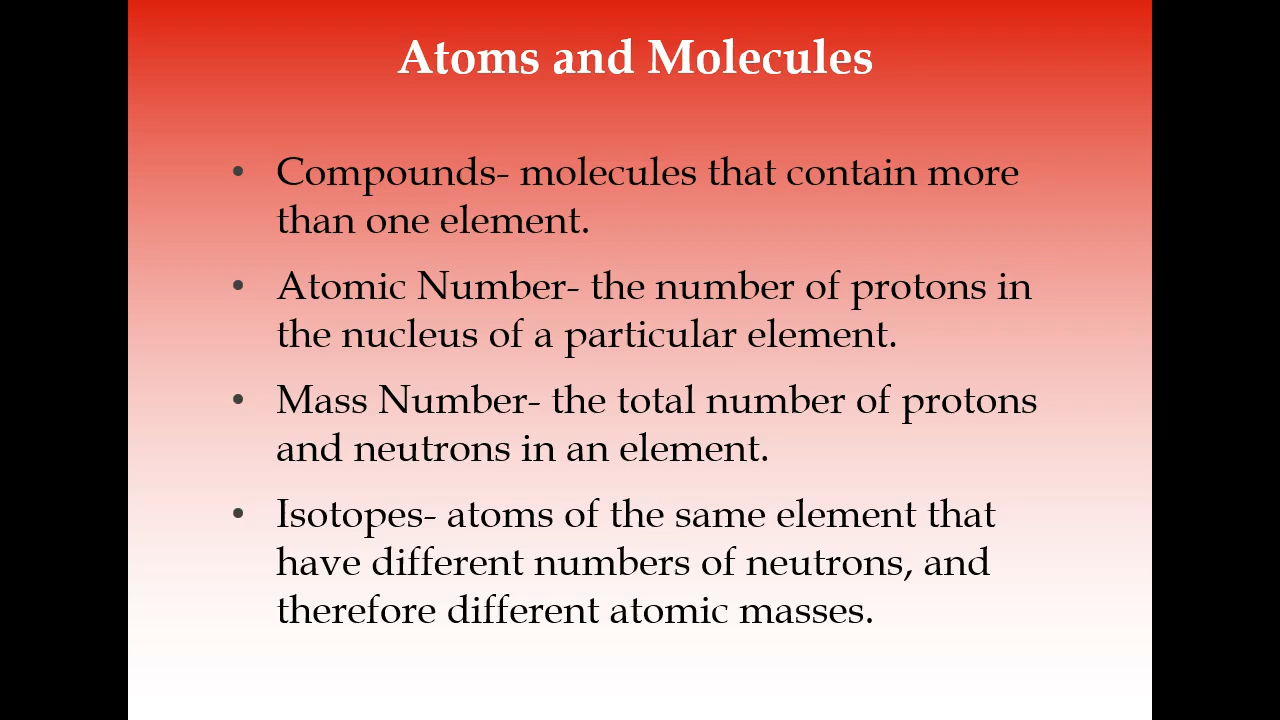 Atoms and Molecules
• Compounds- molecules that contain more
than one element.
• Atomic Number- the number of protons in
the nucleus of a particular element.
• Mass Number- the total number of protons
and neutrons in an element.
• Isotopes- atoms of the same element that
have different numbers of neutrons, and
therefore different atomic masses.